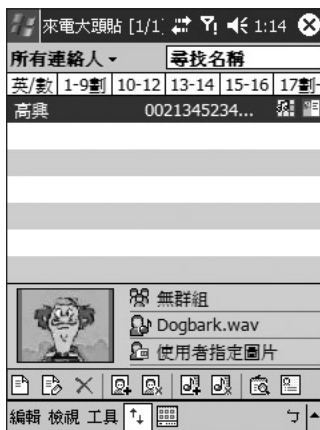 來電大頭貼 [1/1] 1:14
所有連絡人 尋找名稱
英/數 1-9劃 10-12 13-14 15-16 17劃-
高興 0021345234...
無群組
Dogbark.wav
使用者指定圖片
編輯 檢視 工具 ㄅ